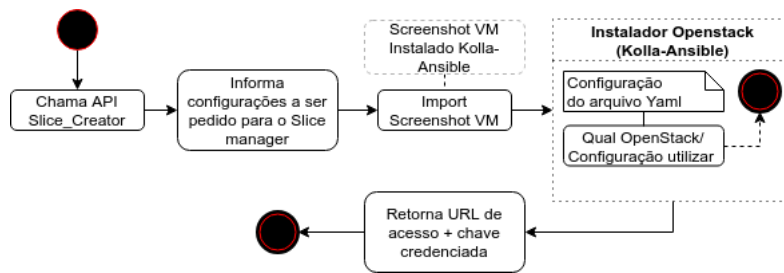 Chama API
Slice_Creator
Informa
configurações a ser
pedido para o Slice
manager
Screenshot VM
Instalado Kolla-
Ansible
Import
Screenshot VM
Instalador Openstack
(Kolla-Ansible)
Configuração
do arquivo Yaml
Qual OpenStack/
Configuração utilizar
Retorna URL de
acesso + chave
credenciada